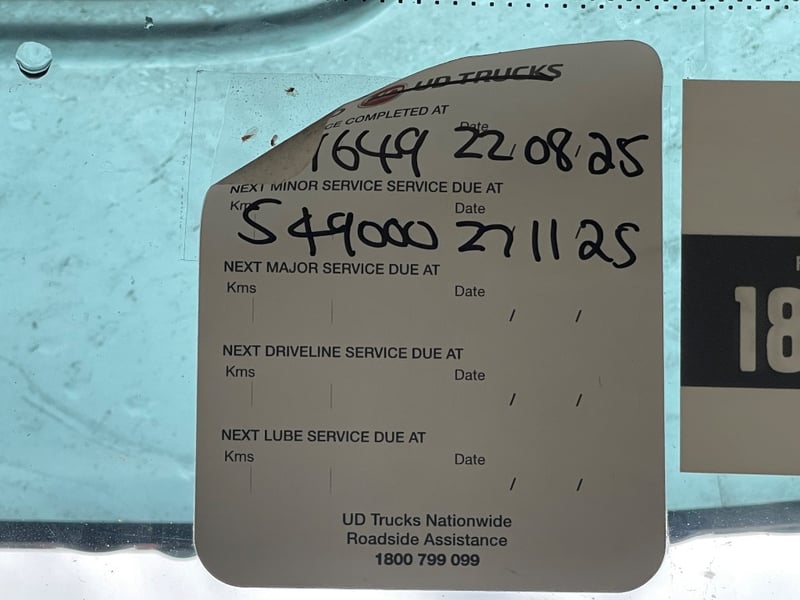 UD TRUCKS
CE COMPLETED AT
Date
1649 22/08/25
NEXT MINOR SERVICE SERVICE DUE AT
Kms Date
549000 27/11/25
NEXT MAJOR SERVICE DUE AT
Kms Date
/ /
NEXT DRIVELINE SERVICE DUE AT
Kms Date
/ /
NEXT LUBE SERVICE DUE AT
Kms Date
/ /
UD Trucks Nationwide
Roadside Assistance
1800 799 099
18